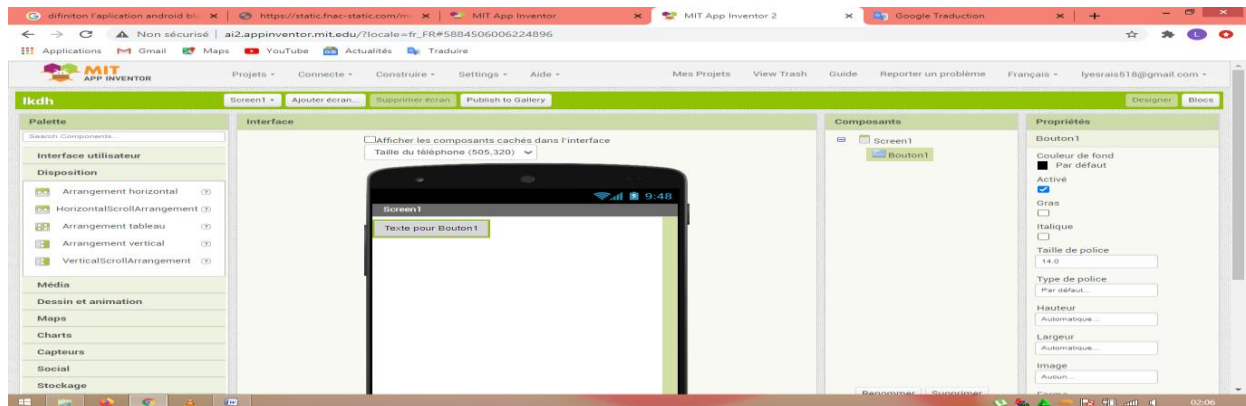 difiniton l'aplication android blo
https://static.fnac-static.com/m
MIT App Inventor
MIT App Inventor 2
Google Traduction
Non sécurisé | ai2.appinventor.mit.edu/?locale=fr_FR#5884506006224896
Applications Gmail Maps YouTube Actualités Traduire
MIT APP INVENTOR
Projets Connecte Construire Settings Aide Mes Projets View Trash Guide Reporter un problème Français lyesrais518@gmail.com
lkdh Screen1 Ajouter écran... Supprimer écran Publish to Gallery Designer Blocs
Palette
Search Components...
Interface utilisateur
Disposition
Arrangement horizontal
HorizontalScrollArrangement
Arrangement tableau
Arrangement vertical
VerticalScrollArrangement
Média
Dessin et animation
Maps
Charts
Capteurs
Social
Stockage
Interface
Afficher les composants cachés dans l'interface
Taille du téléphone (505,320)
9:48
Screen1
Texte pour Bouton1
Composants
Screen1
Bouton1
Renommer Supprimer
Propriétés
Bouton1
Couleur de fond
Par défaut
Activé
Gras
Italique
Taille de police
14.0
Type de police
Par défaut...
Hauteur
Automatique...
Largeur
Automatique...
Image
Aucun...
Forme
02:06